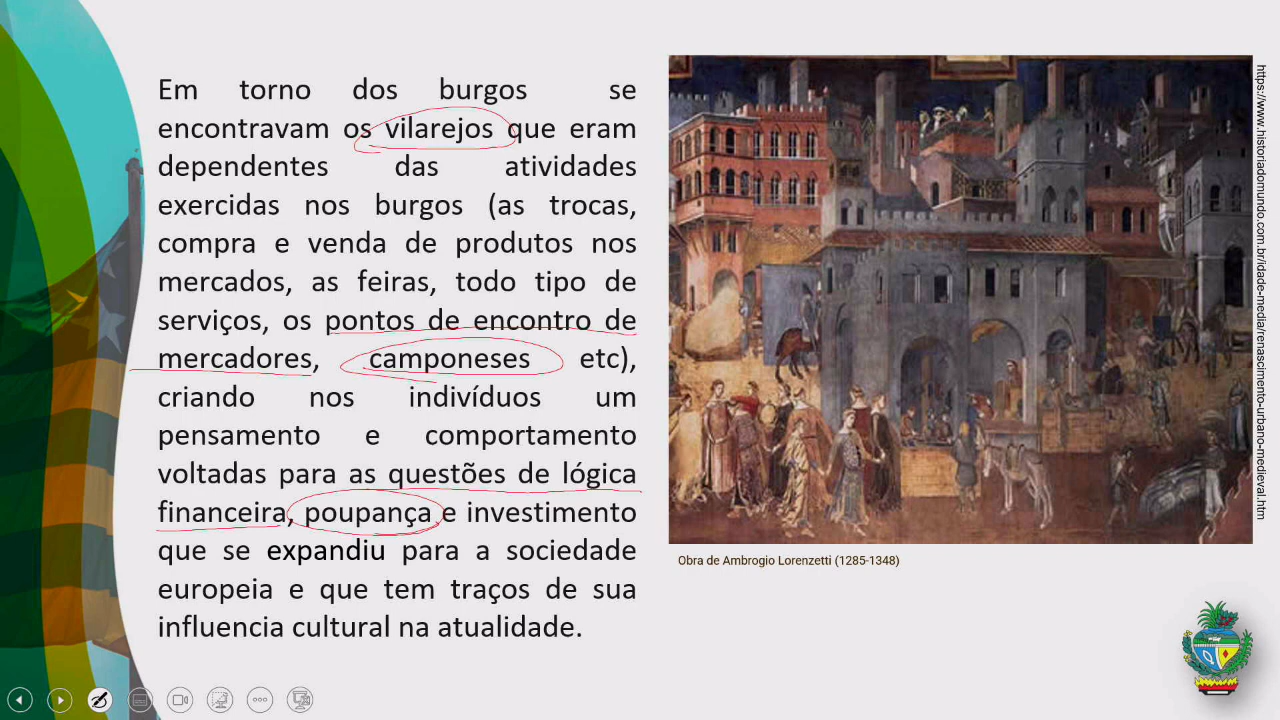 Em torno dos burgos se
encontravam os vilarejos que eram
dependentes das atividades
exercidas nos burgos (as trocas,
compra e venda de produtos nos
mercados, as feiras, todo tipo de
serviços, os pontos de encontro de
mercadores, camponeses etc),
criando nos indivíduos um
pensamento e comportamento
voltadas para as questões de lógica
financeira, poupança e investimento
que se expandiu para a sociedade
europeia e que tem traços de sua
influencia cultural na atualidade.
https://www.historiadomundo.com.br/idade-media/renascimento-urbano-medieval.htm
Obra de Ambrogio Lorenzetti (1285-1348)